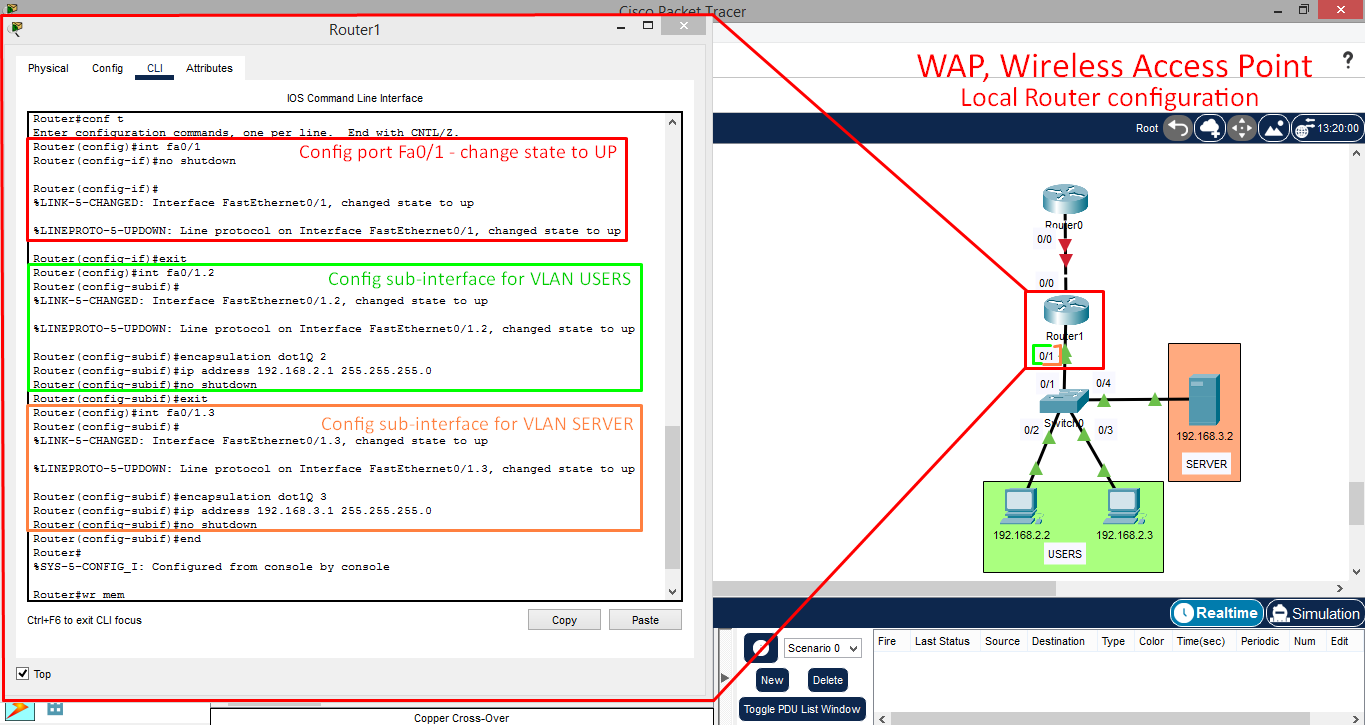 Cisco Packet Tracer
Router1
Physical Config CLI Attributes
IOS Command Line Interface
Router#conf t
Enter configuration commands, one per line. End with CNTL/Z.
Router(config)#int fa0/1
Config port Fa0/1 - change state to UP
Router(config-if)#no shutdown
Router(config-if)#
%LINK-5-CHANGED: Interface FastEthernet0/1, changed state to up
%LINEPROTO-5-UPDOWN: Line protocol on Interface FastEthernet0/1, changed state to up
Router(config-if)#exit
Router(config)#int fa0/1.2
Config sub-interface for VLAN USERS
Router(config-subif)#
%LINK-5-CHANGED: Interface FastEthernet0/1.2, changed state to up
%LINEPROTO-5-UPDOWN: Line protocol on Interface FastEthernet0/1.2, changed state to up
Router(config-subif)#encapsulation dot1Q 2
Router(config-subif)#ip address 192.168.2.1 255.255.255.0
Router(config-subif)#no shutdown
Router(config-subif)#exit
Router(config)#int fa0/1.3
Config sub-interface for VLAN SERVER
Router(config-subif)#
%LINK-5-CHANGED: Interface FastEthernet0/1.3, changed state to up
%LINEPROTO-5-UPDOWN: Line protocol on Interface FastEthernet0/1.3, changed state to up
Router(config-subif)#encapsulation dot1Q 3
Router(config-subif)#ip address 192.168.3.1 255.255.255.0
Router(config-subif)#no shutdown
Router(config-subif)#end
Router#
%SYS-5-CONFIG_I: Configured from console by console
Router#wr mem
Ctrl+F6 to exit CLI focus
Copy Paste
Top
WAP, Wireless Access Point
?
Local Router configuration
Root 13:20:00
Router0
0/0
0/0
Router1
0/1
0/1 0/4
Switch0
0/2 0/3
192.168.3.2
SERVER
192.168.2.2 192.168.2.3
USERS
Realtime Simulation
Scenario 0
New Delete
Toggle PDU List Window
Fire Last Status Source Destination Type Color Time(sec) Periodic Num Edit
Copper Cross-Over